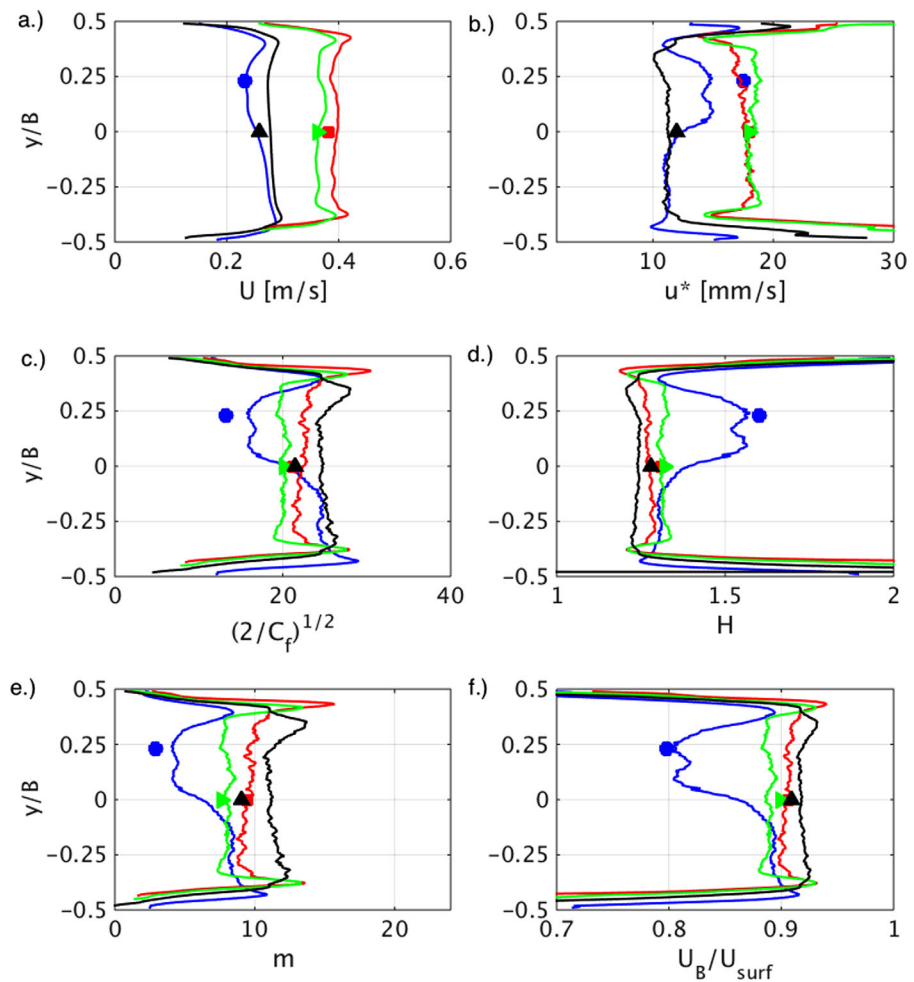 a.)
b.)
0.5
0.25
0
−0.25
−0.5
y/B
0
0.2
0.4
0.6
U [m/s]
0.5
0.25
0
−0.25
−0.5
y/B
10
20
30
u* [mm/s]
c.)
d.)
0.5
0.25
0
−0.25
−0.5
y/B
0
20
40
(2/C_f)^{1/2}
0.5
0.25
0
−0.25
−0.5
y/B
1
1.5
2
H
e.)
f.)
0.5
0.25
0
−0.25
−0.5
y/B
0
10
20
m
0.5
0.25
0
−0.25
−0.5
y/B
0.7
0.8
0.9
1
U_B/U_surf